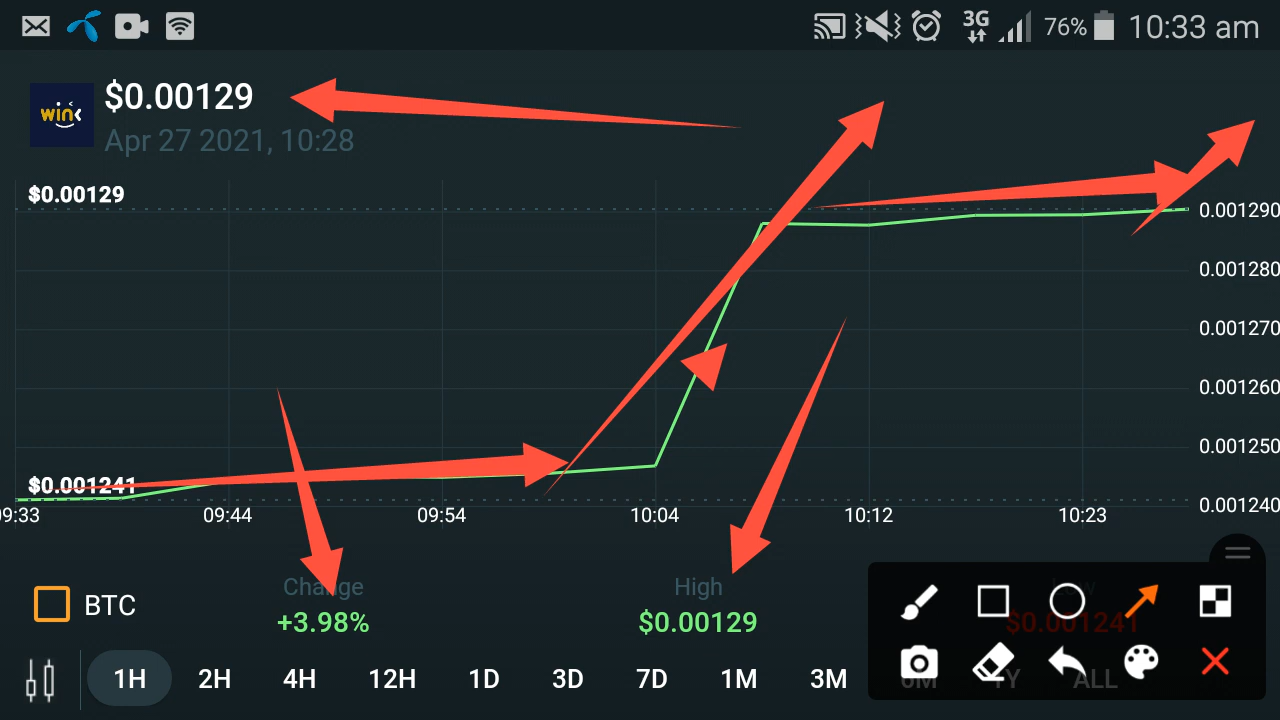 3G 76% 10:33 am
wink
$0.00129
Apr 27 2021, 10:28
$0.00129
0.001290
0.001280
0.001270
0.001260
0.001250
$0.001241
0.001240
09:33 09:44 09:54 10:04 10:12 10:23
BTC
Change High
+3.98% $0.00129 $0.001241
1H 2H 4H 12H 1D 3D 7D 1M 3M 6M 1Y ALL